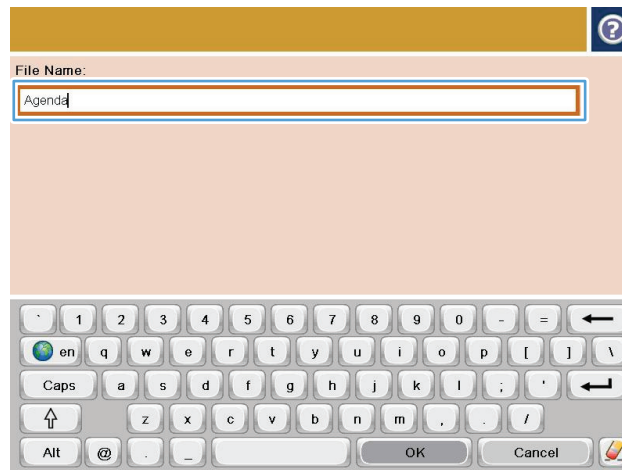 ?
File Name:
Agenda
` 1 2 3 4 5 6 7 8 9 0 - =
en q w e r t y u i o p [ ] \
Caps a s d f g h j k l ; '
z x c v b n m , . /
Alt @ . _ OK Cancel